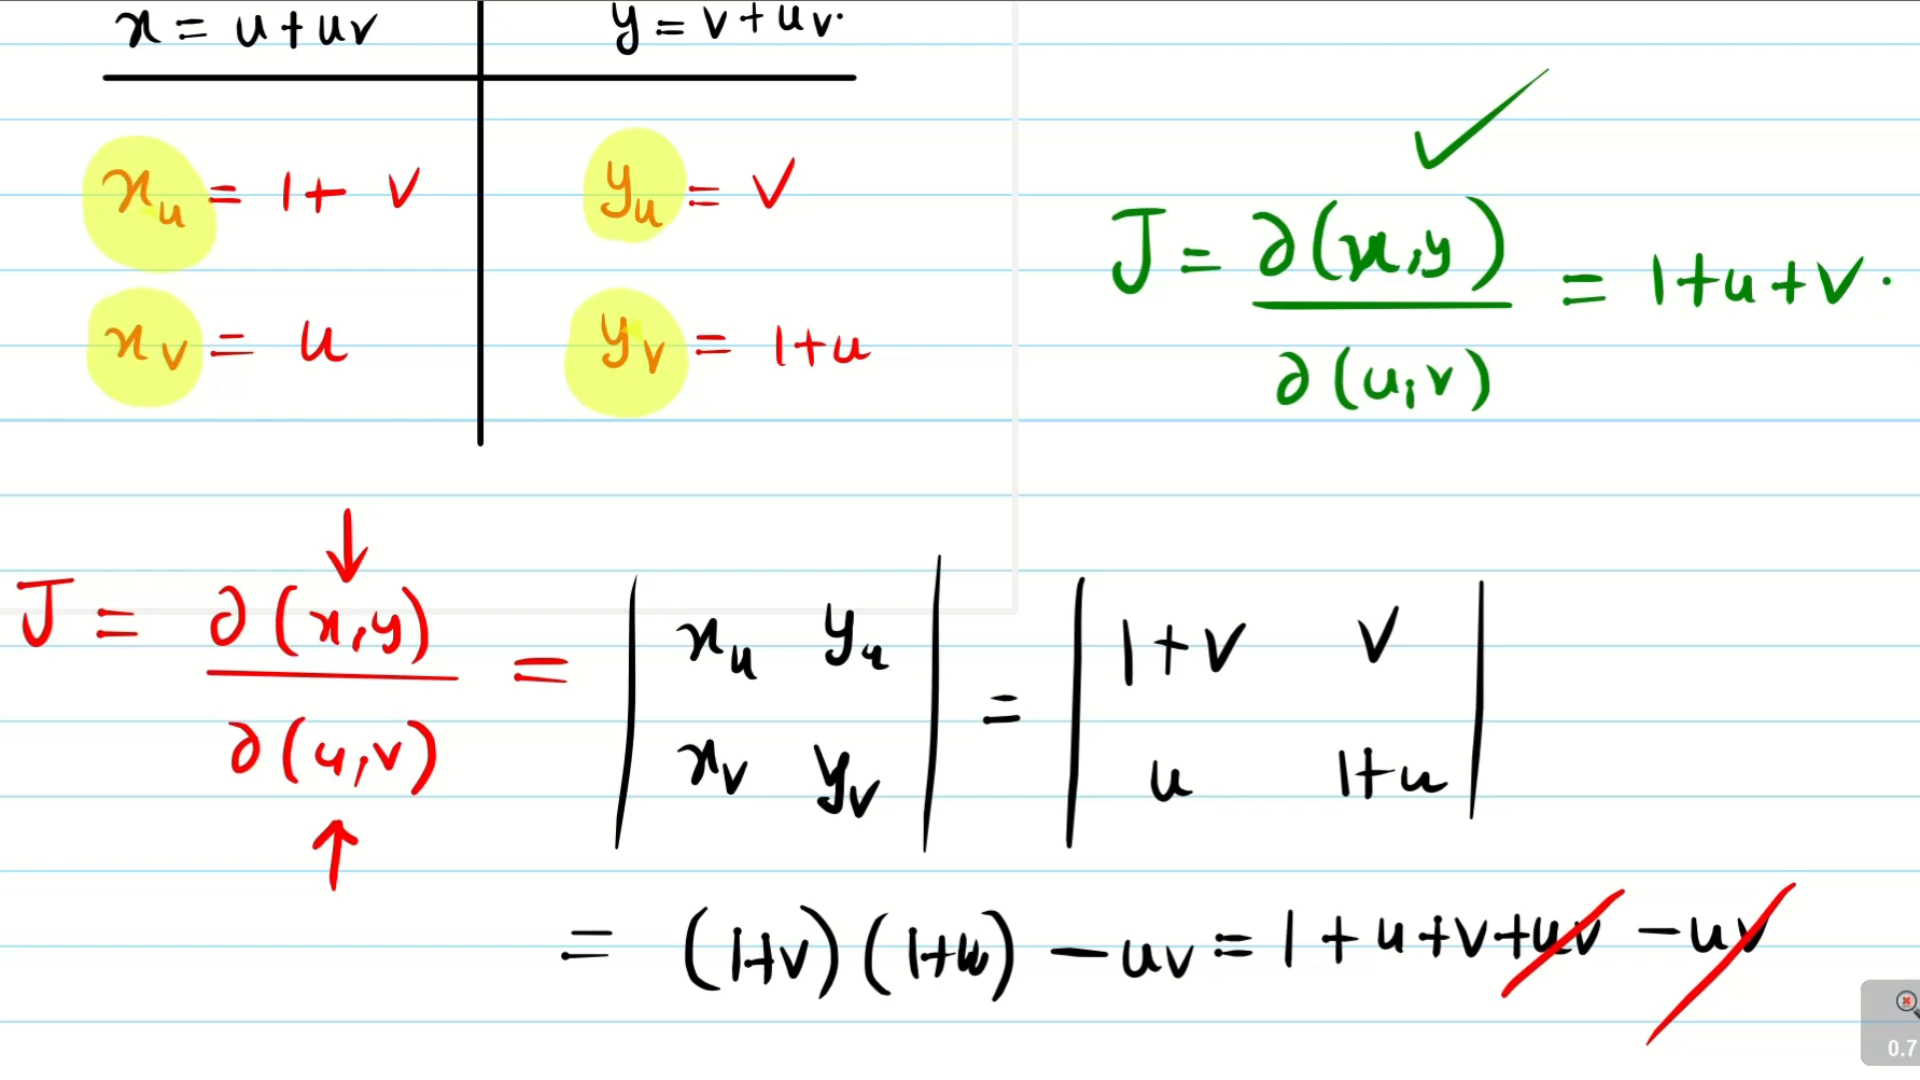 x = u + uv    y = v + uv.
x_u = 1 + v    y_u = v
x_v = u    y_v = 1+u
J = ∂(x,y) / ∂(u,v) = 1+u+v.
J = ∂(x,y) / ∂(u,v) = | x_u y_u ; x_v y_v | = | 1+v v ; u 1+u |
= (1+v)(1+u) - uv = 1 + u + v + uv - uv
0.7